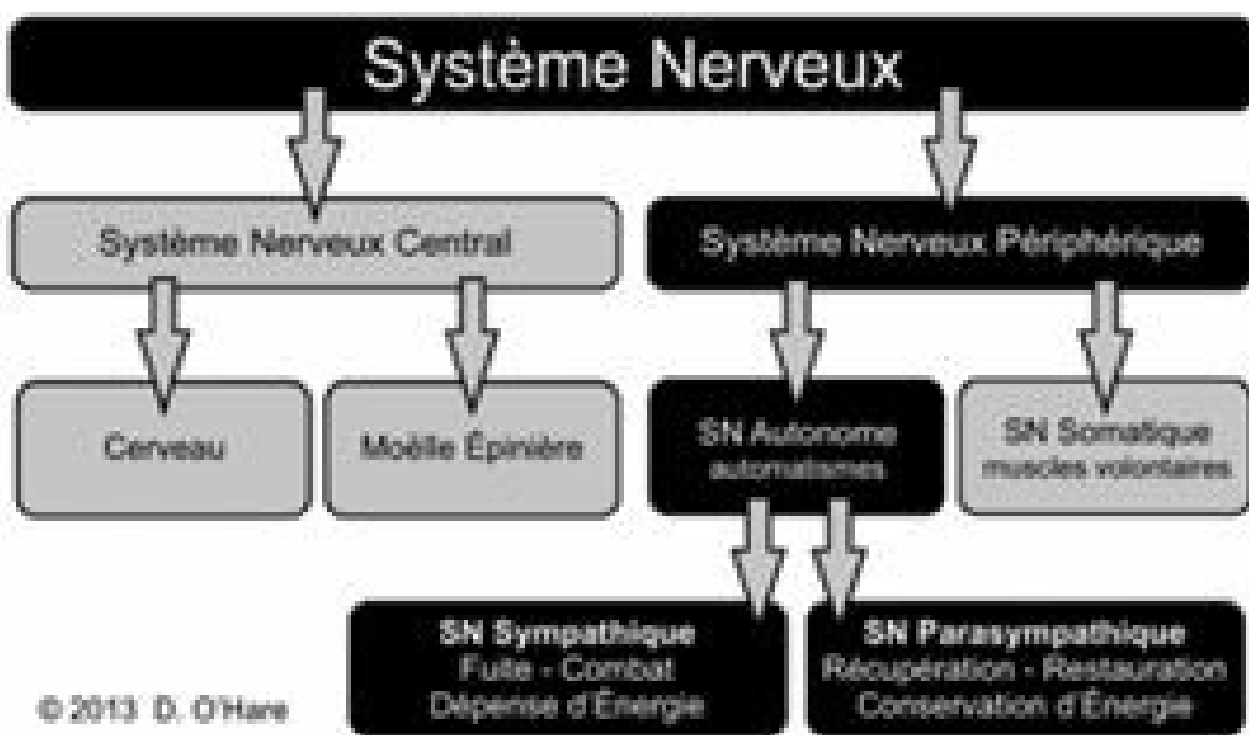 Système Nerveux
Système Nerveux Central
Système Nerveux Périphérique
Cerveau
Moëlle Épinière
SN Autonome
automatismes
SN Somatique
muscles volontaires
SN Sympathique
Fuite - Combat
Dépense d'Énergie
SN Parasympathique
Récupération - Restauration
Conservation d'Énergie
© 2013 D. O'Hare